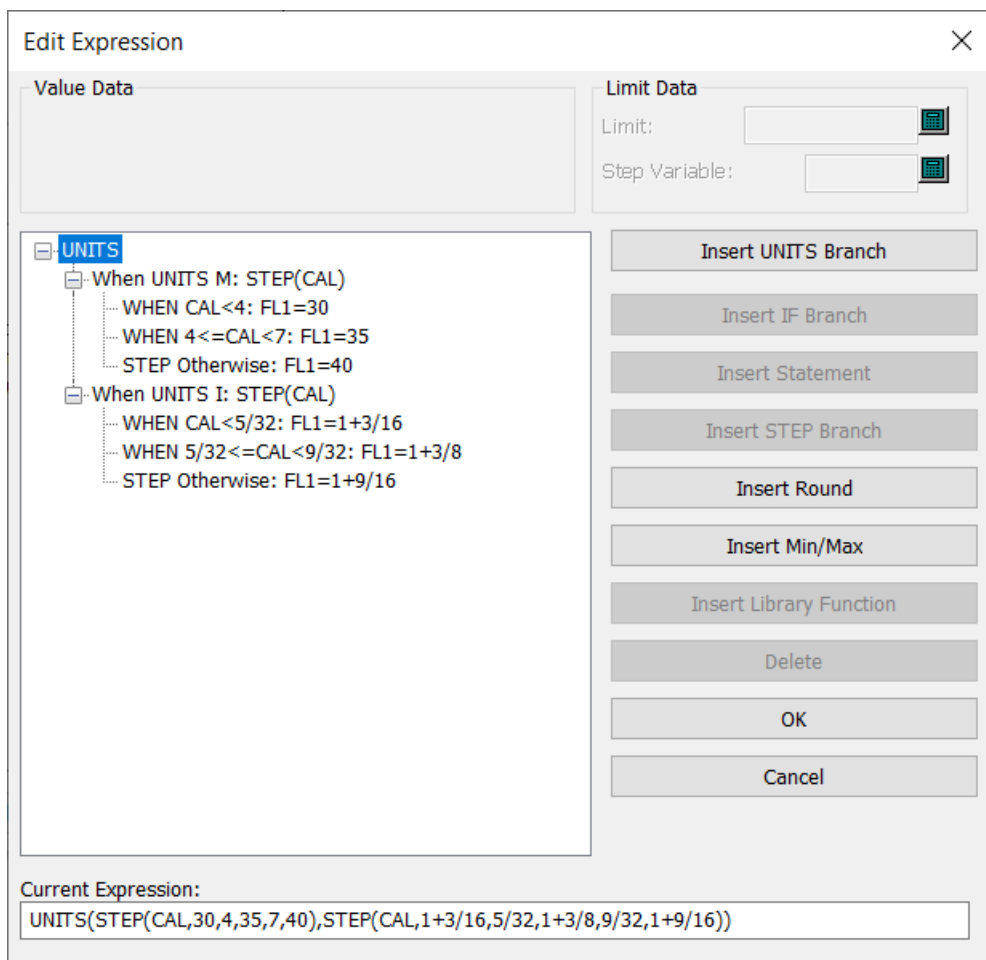 Edit Expression
Value Data
Limit Data
Limit:
Step Variable:
UNITS
When UNITS M: STEP(CAL)
WHEN CAL<4: FL1=30
WHEN 4<=CAL<7: FL1=35
STEP Otherwise: FL1=40
When UNITS I: STEP(CAL)
WHEN CAL<5/32: FL1=1+3/16
WHEN 5/32<=CAL<9/32: FL1=1+3/8
STEP Otherwise: FL1=1+9/16
Insert UNITS Branch
Insert IF Branch
Insert Statement
Insert STEP Branch
Insert Round
Insert Min/Max
Insert Library Function
Delete
OK
Cancel
Current Expression:
UNITS(STEP(CAL,30,4,35,7,40),STEP(CAL,1+3/16,5/32,1+3/8,9/32,1+9/16))